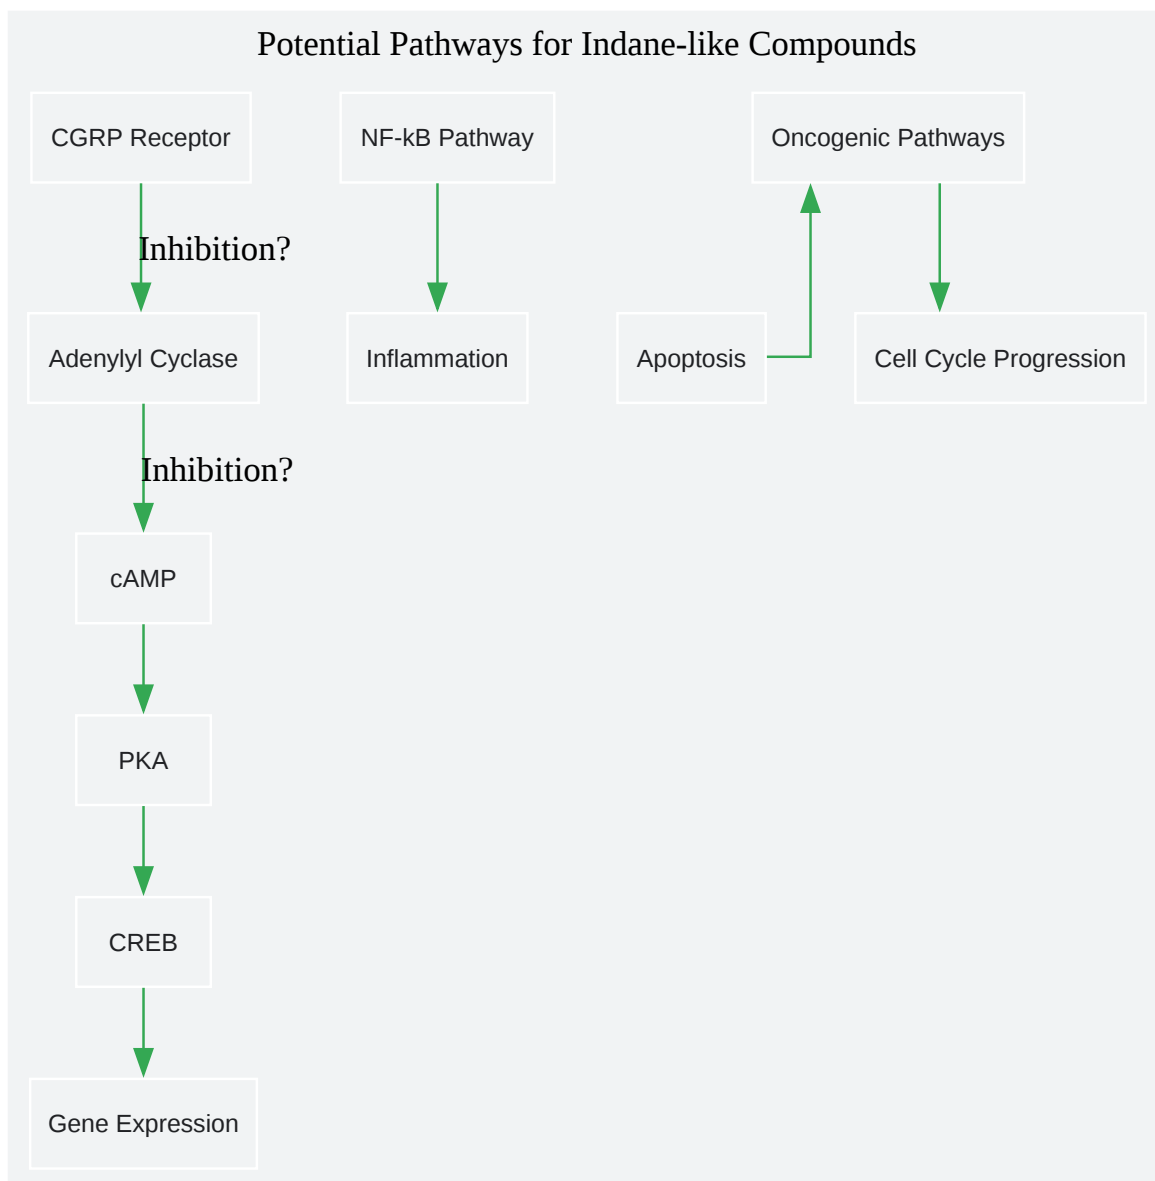 Potential Pathways for Indane-like Compounds
CGRP Receptor
NF-kB Pathway
Oncogenic Pathways
Inhibition?
Adenylyl Cyclase
Inflammation
Apoptosis
Cell Cycle Progression
Inhibition?
cAMP
PKA
CREB
Gene Expression